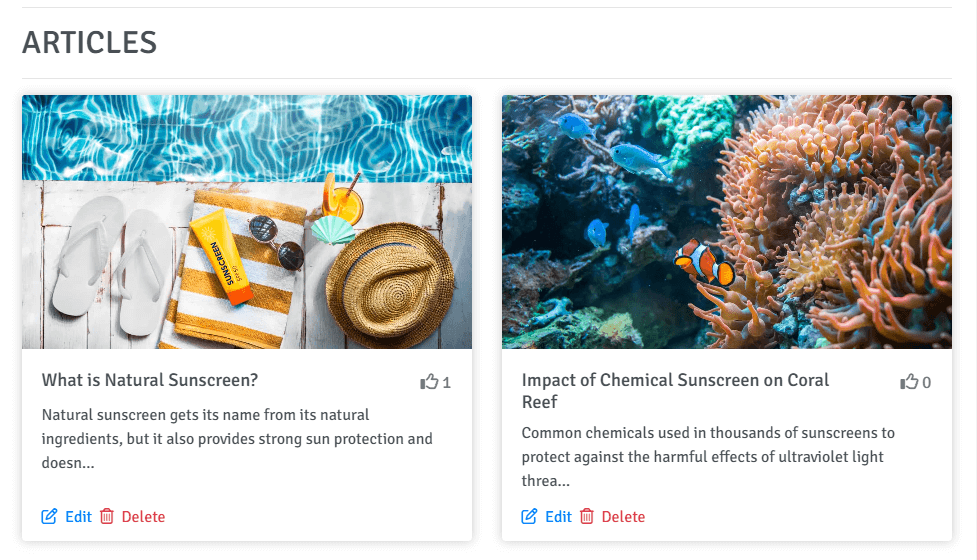 ARTICLES
SUNSCREEN
SPF 50
What is Natural Sunscreen?
1
Natural sunscreen gets its name from its natural
ingredients, but it also provides strong sun protection and
doesn...
Edit
Delete
Impact of Chemical Sunscreen on Coral
Reef
0
Common chemicals used in thousands of sunscreens to
protect against the harmful effects of ultraviolet light
threa...
Edit
Delete